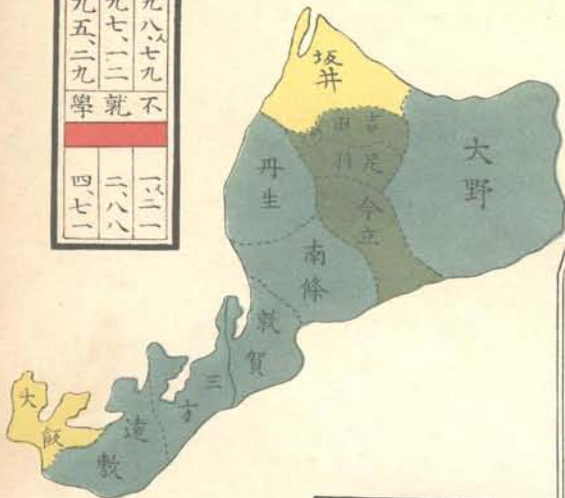 九八、人七九
九七、一二
九五、二九
不就學
一、人二一
二、八八
四、七一
坂井
吉田
足羽
大野
丹生
今立
南條
敦賀
三方
遠敷
大飯